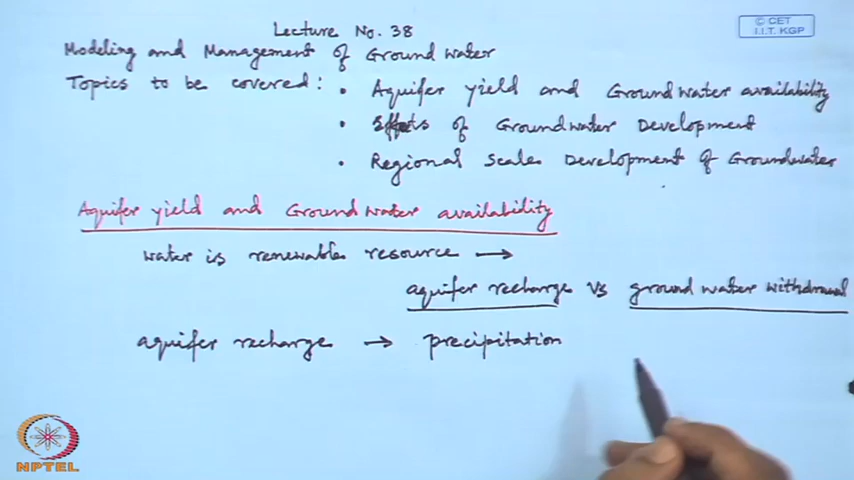 Lecture No. 38
© CET
I.I.T. KGP
Modeling and Management of Ground water
Topics to be covered : • Aquifer yield and Groundwater availability
• Effects of Groundwater Development
• Regional Scale Development of Groundwater
Aquifer yield and Groundwater availability
Water is renewable resource →
aquifer recharge vs ground water withdrawal
aquifer recharge → precipitation
NPTEL